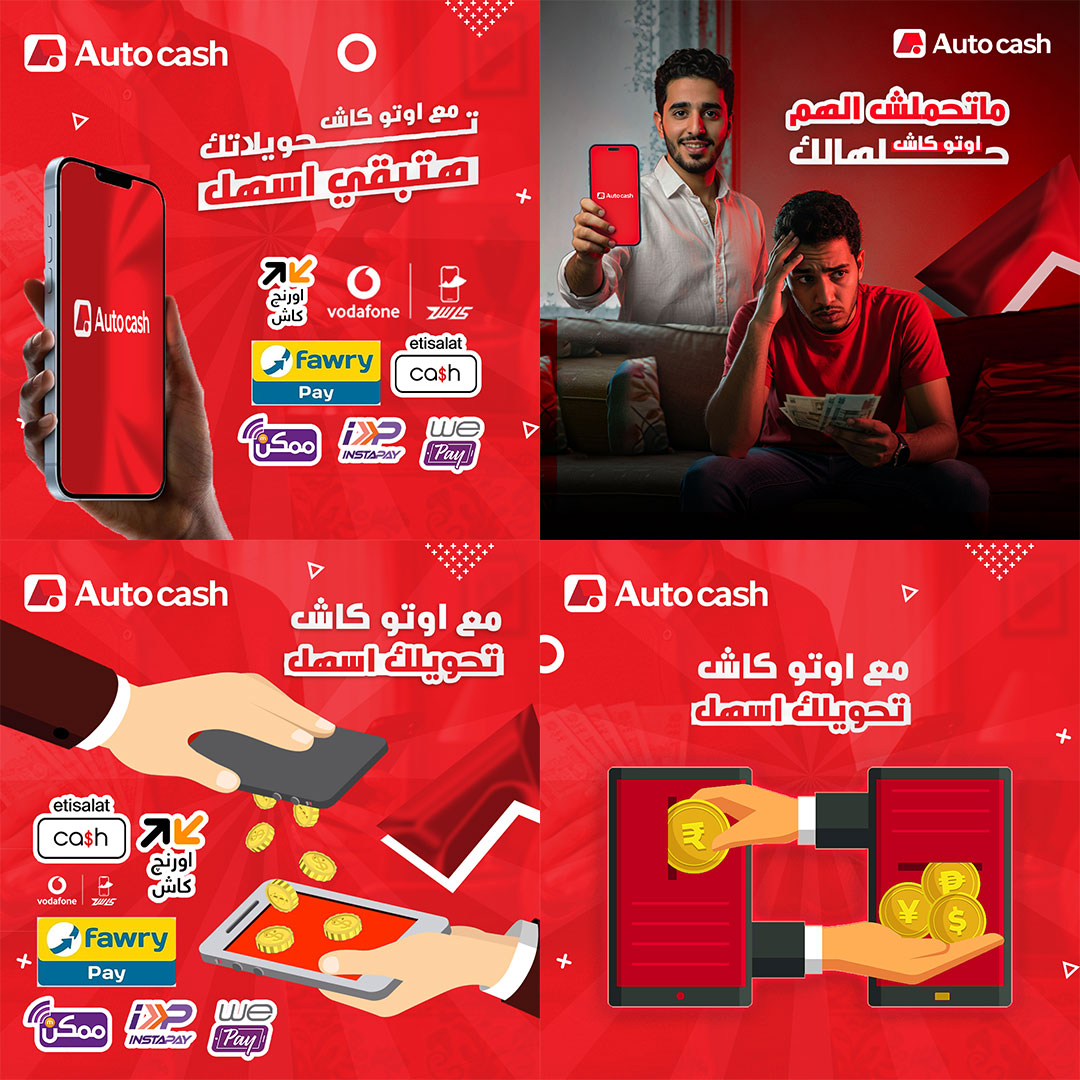 Auto cash
مع اوتو كاش
تحويلاتك
هتبقي اسهل
Auto cash
اورنج
كاش
vodafone
كاش
fawry
Pay
etisalat
ca$h
ممكن
INSTAPAY
we
Pay
Auto cash
ماتحملش الهم
اوتو كاش
حلهالك
Auto cash
Auto cash
مع اوتو كاش
تحويلك اسهل
etisalat
ca$h
اورنج
كاش
vodafone
كاش
fawry
Pay
ممكن
INSTAPAY
we
Pay
Auto cash
مع اوتو كاش
تحويلك اسهل